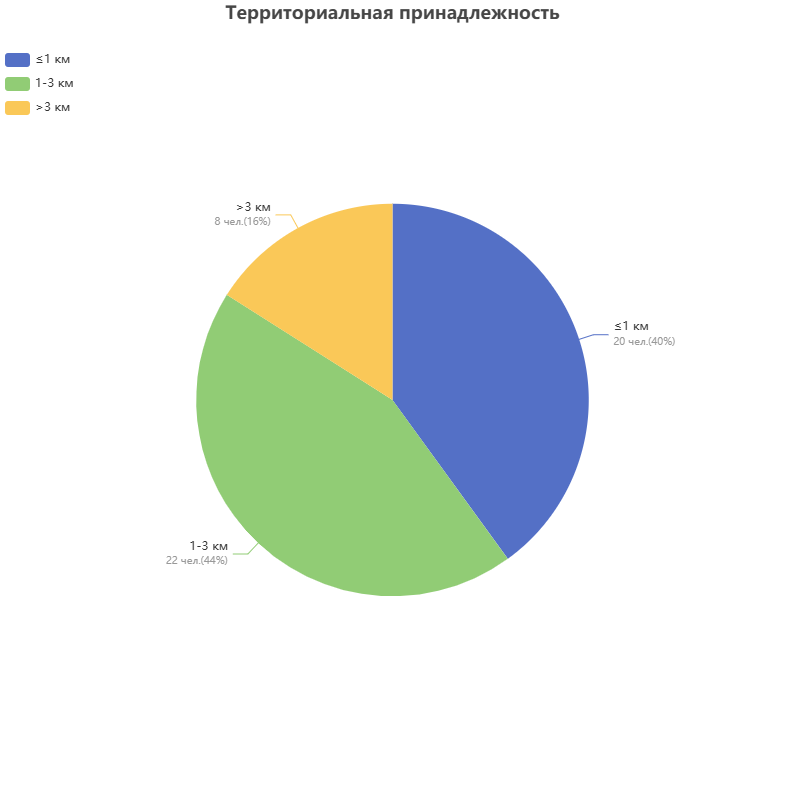 Территориальная принадлежность
≤1 км
1-3 км
>3 км
>3 км
8 чел.(16%)
≤1 км
20 чел.(40%)
1-3 км
22 чел.(44%)